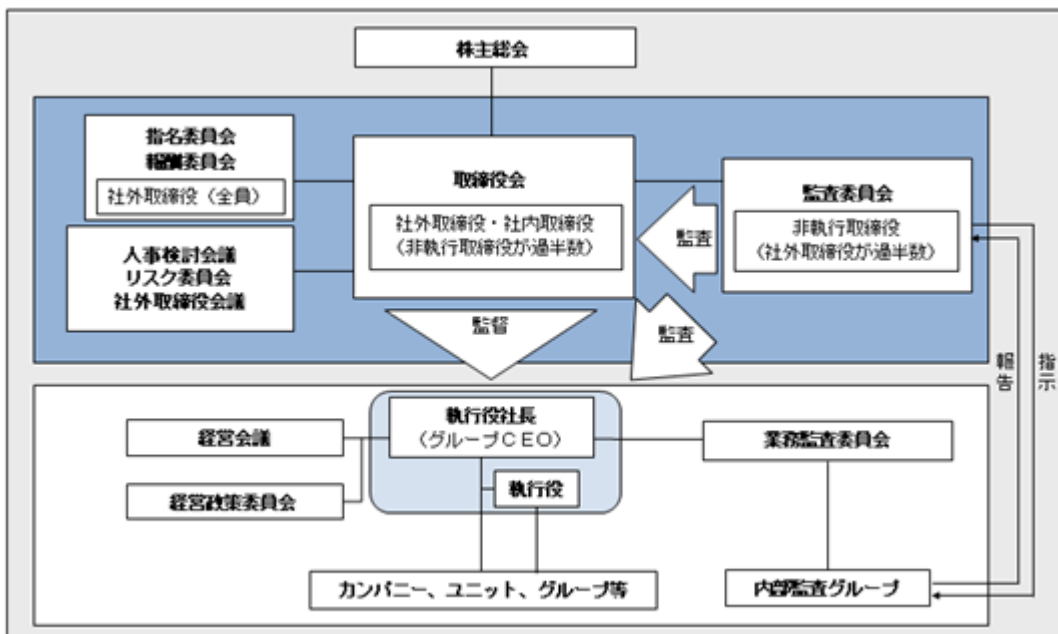 株主総会
指名委員会
報酬委員会
社外取締役（全員）
取締役会
社外取締役・社内取締役
（非執行取締役が過半数）
監査
監査委員会
非執行取締役
（社外取締役が過半数）
人事検討会議
リスク委員会
社外取締役会議
監督
監査
報告
指示
執行役社長
（グループＣＥＯ）
経営会議
業務監査委員会
経営政策委員会
執行役
カンパニー、ユニット、グループ等
内部監査グループ